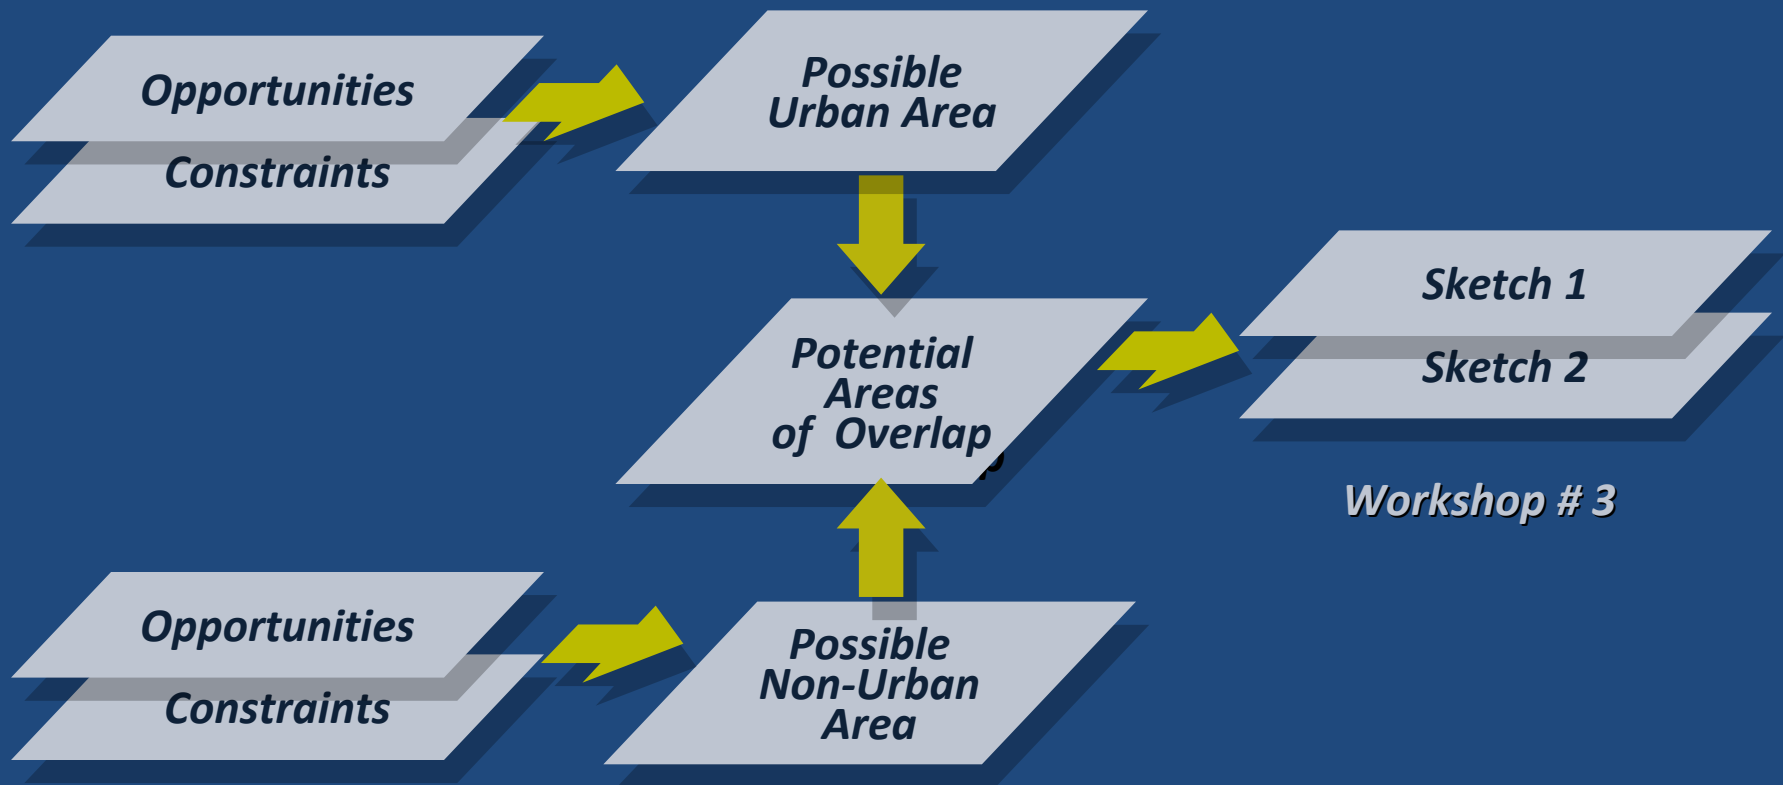 Opportunities
Constraints
Possible
Urban Area
Potential
Areas
of Overlap
Sketch 1
Sketch 2
Workshop # 3
Opportunities
Constraints
Possible
Non-Urban
Area